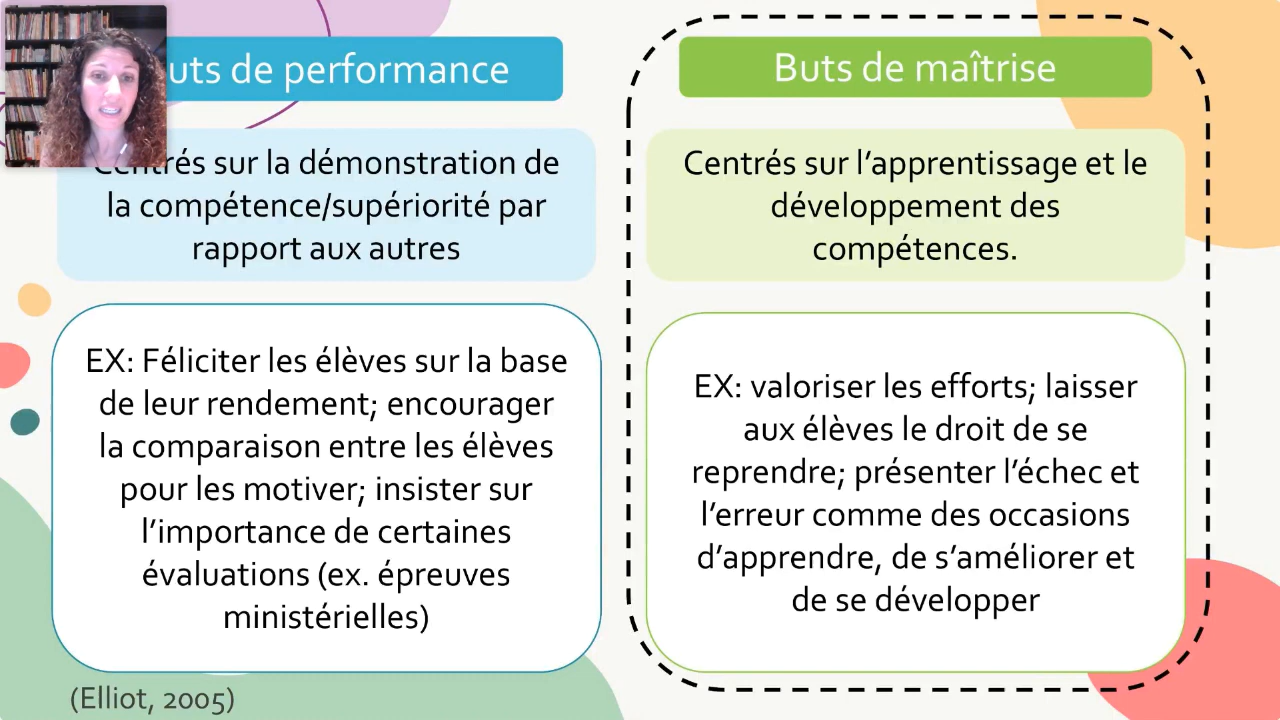 uts de performance
Centrés sur la démonstration de
la compétence/supériorité par
rapport aux autres
EX: Féliciter les élèves sur la base
de leur rendement; encourager
la comparaison entre les élèves
pour les motiver; insister sur
l’importance de certaines
évaluations (ex. épreuves
ministérielles)
(Elliot, 2005)
Buts de maîtrise
Centrés sur l’apprentissage et le
développement des
compétences.
EX: valoriser les efforts; laisser
aux élèves le droit de se
reprendre; présenter l’échec et
l’erreur comme des occasions
d’apprendre, de s’améliorer et
de se développer